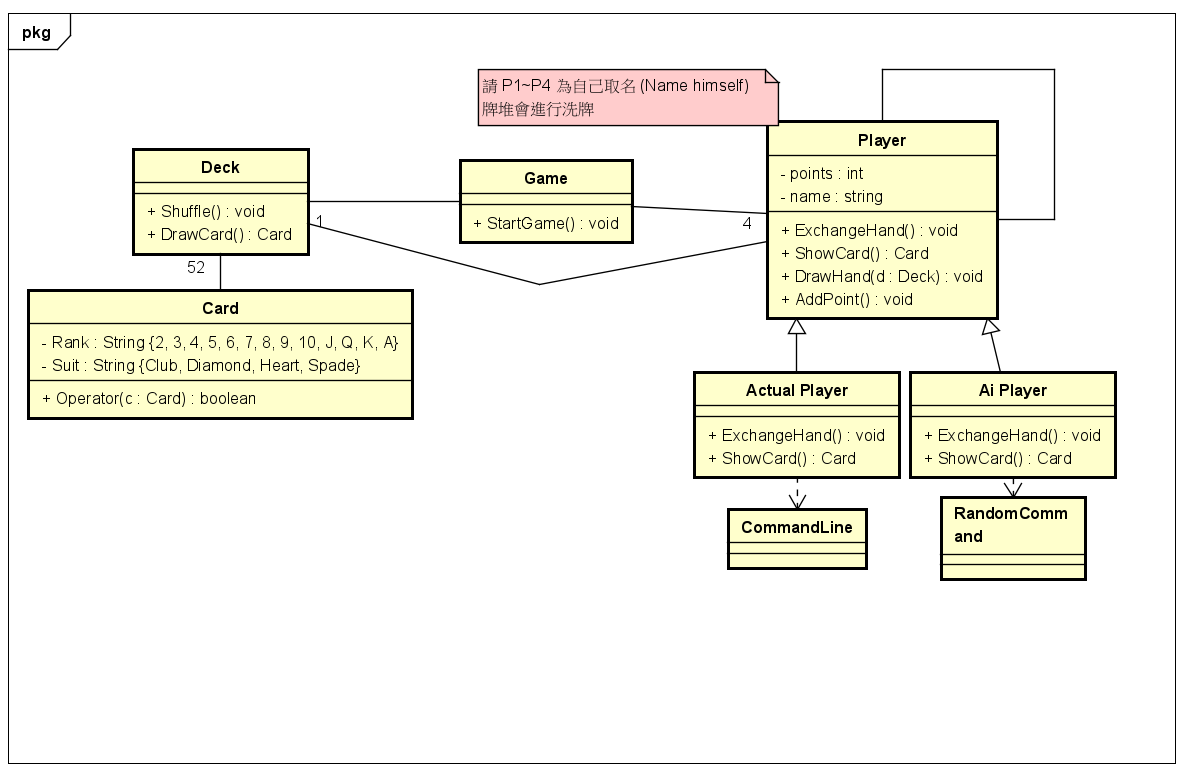 pkg
請 P1~P4 為自己取名 (Name himself)
牌堆會進行洗牌
Deck
+ Shuffle() : void
+ DrawCard() : Card
1
52
Game
+ StartGame() : void
4
Player
- points : int
- name : string
+ ExchangeHand() : void
+ ShowCard() : Card
+ DrawHand(d : Deck) : void
+ AddPoint() : void
Card
- Rank : String {2, 3, 4, 5, 6, 7, 8, 9, 10, J, Q, K, A}
- Suit : String {Club, Diamond, Heart, Spade}
+ Operator(c : Card) : boolean
Actual Player
+ ExchangeHand() : void
+ ShowCard() : Card
Ai Player
+ ExchangeHand() : void
+ ShowCard() : Card
CommandLine
RandomComm
and